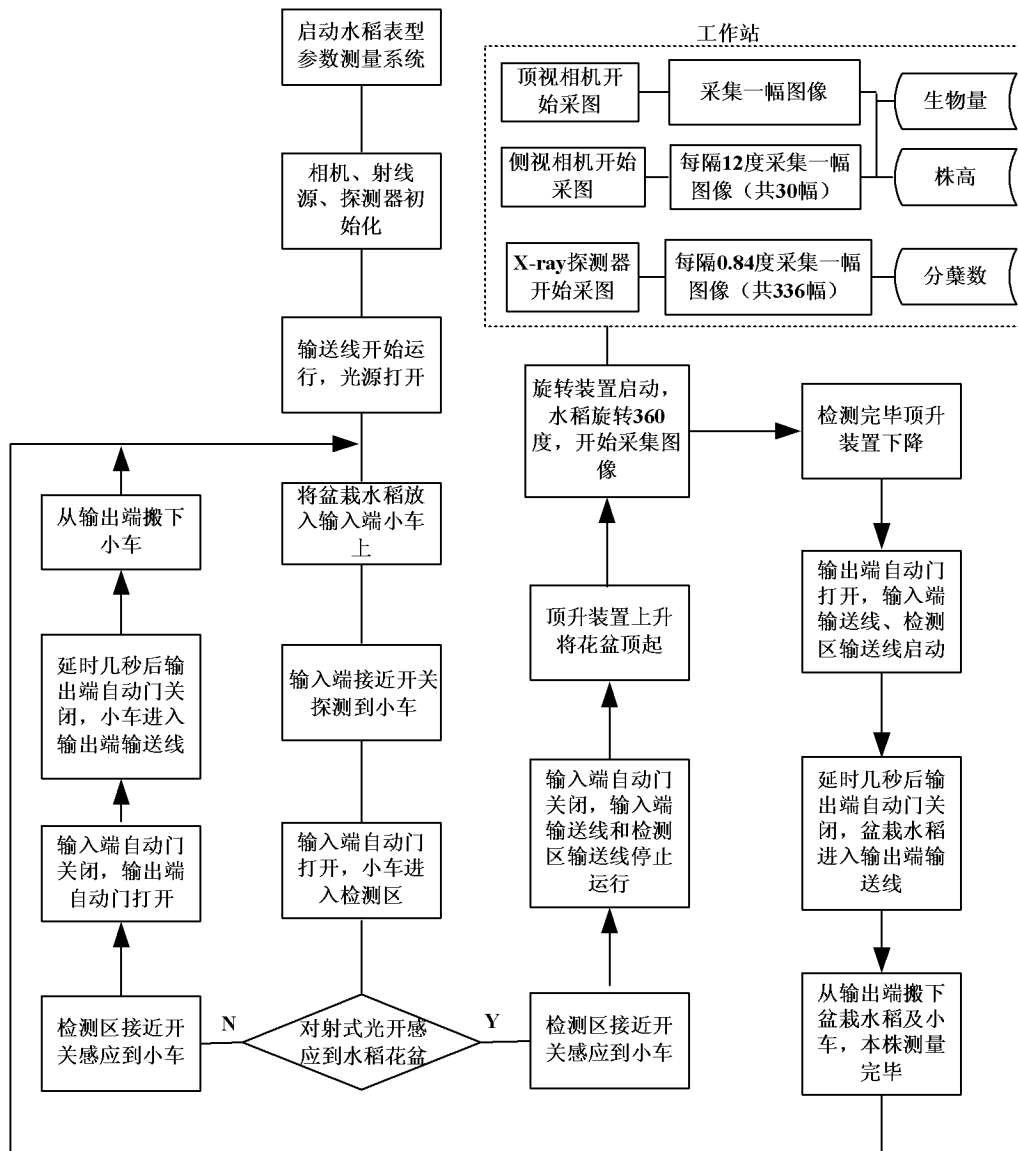 启动水稻表型
参数测量系统
相机、射线
源、探测器初
始化
输送线开始运
行，光源打开
将盆栽水稻放
入输入端小车
上
输入端接近开关
探测到小车
输入端自动门
打开，小车进
入检测区
对射式光开感
应到水稻花盆
N
Y
检测区接近开
关感应到小车
输入端自动门
关闭，输出端
自动门打开
延时几秒后输
出端自动门关
闭，小车进入
输出端输送线
从输出端搬下
小车
检测区接近开
关感应到小车
输入端自动门
关闭，输入端
输送线和检测
区输送线停止
运行
顶升装置上升
将花盆顶起
旋转装置启动，
水稻旋转360
度，开始采集图
像
工作站
顶视相机开
始采图
采集一幅图像
生物量
侧视相机开始
采图
每隔12度采集一幅
图像（共30幅）
株高
X-ray探测器
开始采图
每隔0.84度采集一幅
图像（共336幅）
分蘖数
检测完毕顶升
装置下降
输出端自动门
打开，输入端
输送线、检测
区输送线启动
延时几秒后输
出端自动门关
闭，盆栽水稻
进入输出端输
送线
从输出端搬下
盆栽水稻及小
车，本株测量
完毕